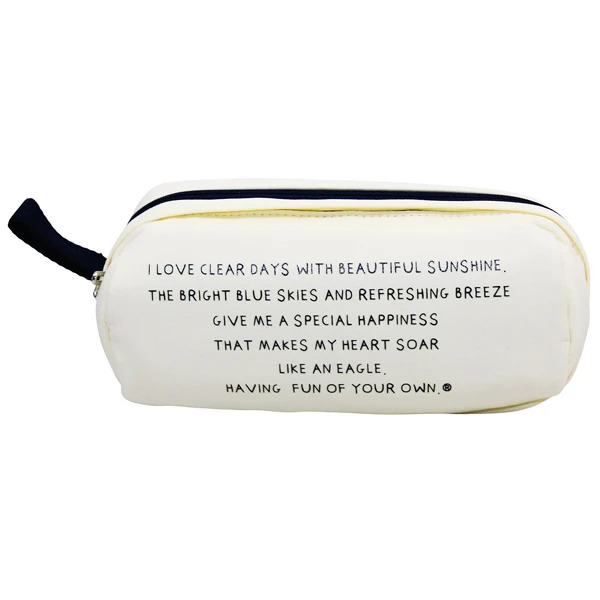 I LOVE CLEAR DAYS WITH BEAUTIFUL SUNSHINE.
THE BRIGHT BLUE SKIES AND REFRESHING BREEZE
GIVE ME A SPECIAL HAPPINESS
THAT MAKES MY HEART SOAR
LIKE AN EAGLE.
HAVING FUN OF YOUR OWN.®